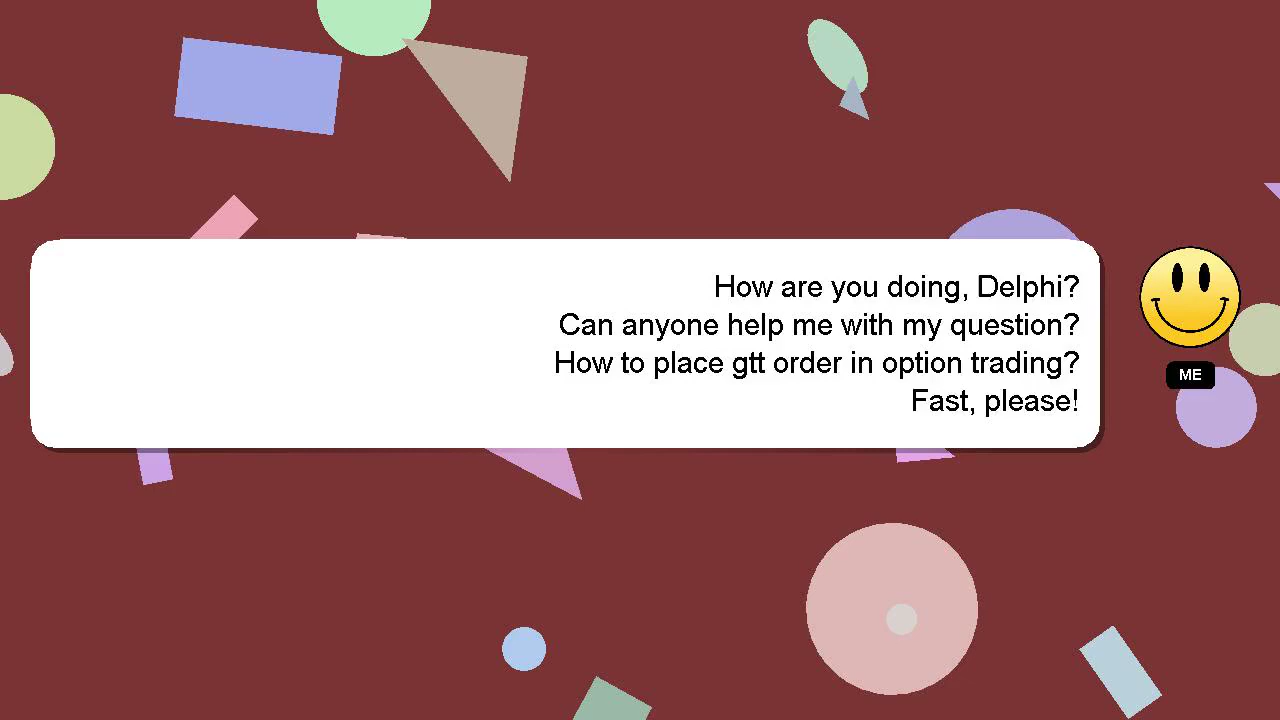 How are you doing, Delphi?
Can anyone help me with my question?
How to place gtt order in option trading?
Fast, please!
ME